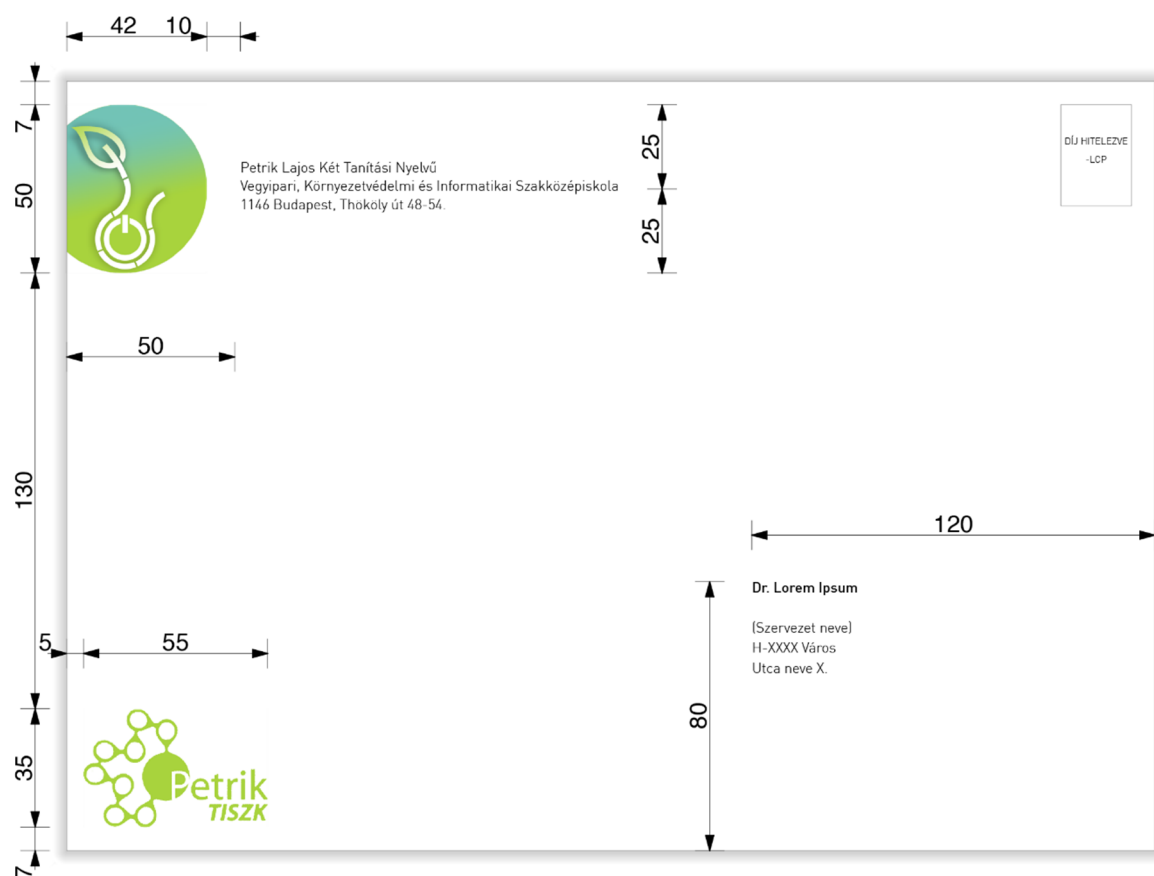 42
10
7
50
25
25
DÍJ HITELEZVE
-LCP
Petrik Lajos Két Tanítási Nyelvű
Vegyipari, Környezetvédelmi és Informatikai Szakközépiskola
1146 Budapest, Thököly út 48-54.
50
130
120
Dr. Lorem Ipsum
(Szervezet neve)
H-XXXX Város
Utca neve X.
5
55
80
35
Petrik
TISZK
7